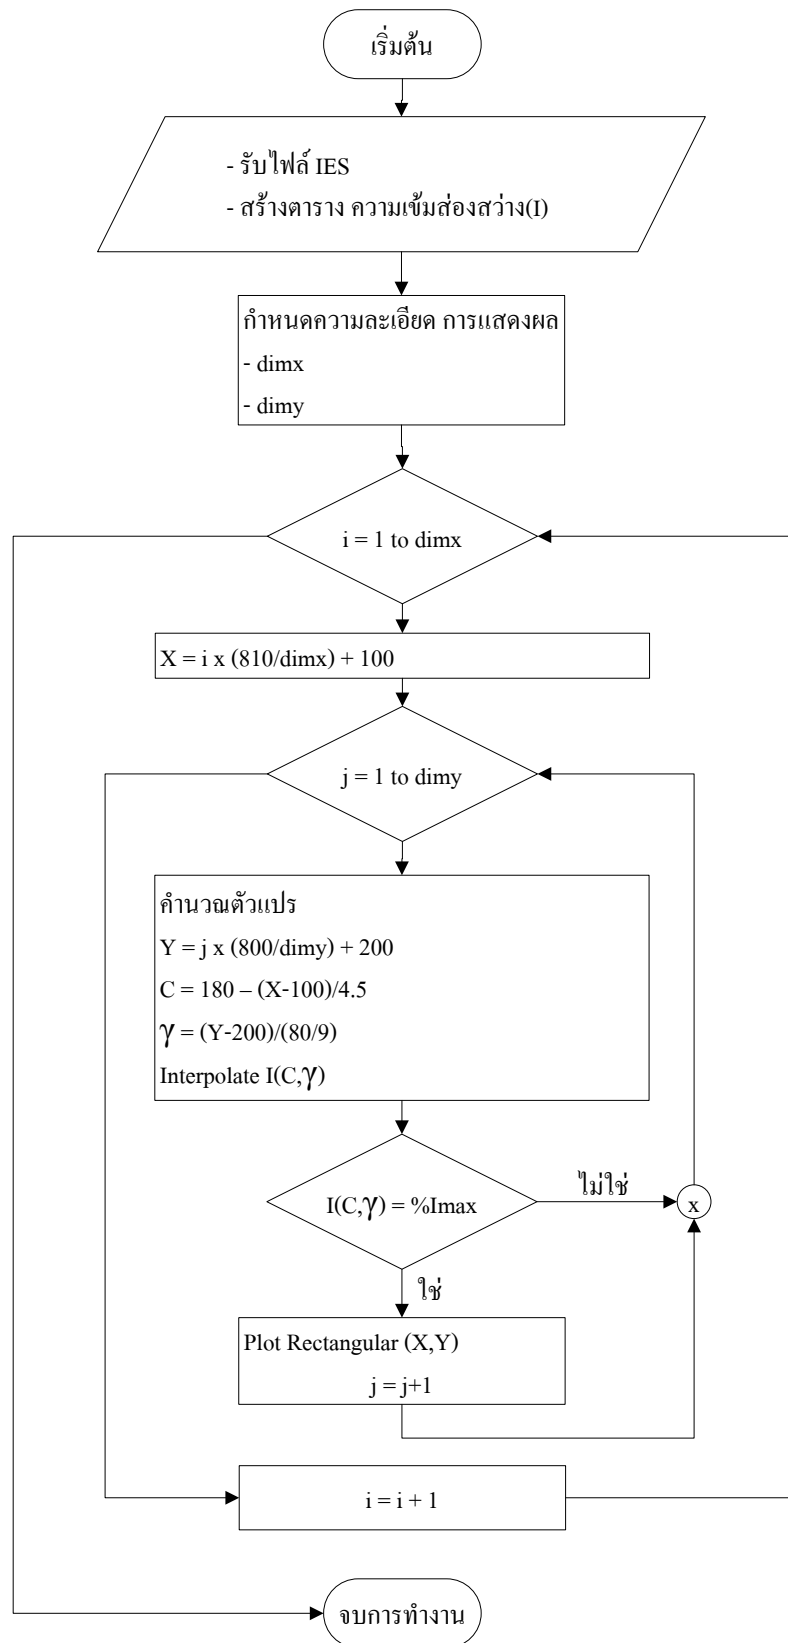 เริ่มต้น
- รับไฟล์ IES
- สร้างตาราง ความเข้มส่องสว่าง(I)
กำหนดความละเอียด การแสดงผล
- dimx
- dimy
i = 1 to dimx
X = i x (810/dimx) + 100
j = 1 to dimy
คำนวณตัวแปร
Y = j x (800/dimy) + 200
C = 180 – (X-100)/4.5
γ = (Y-200)/(80/9)
Interpolate I(C,γ)
I(C,γ) = %Imax
ไม่ใช่
x
ใช่
Plot Rectangular (X,Y)
j = j+1
i = i + 1
จบการทำงาน